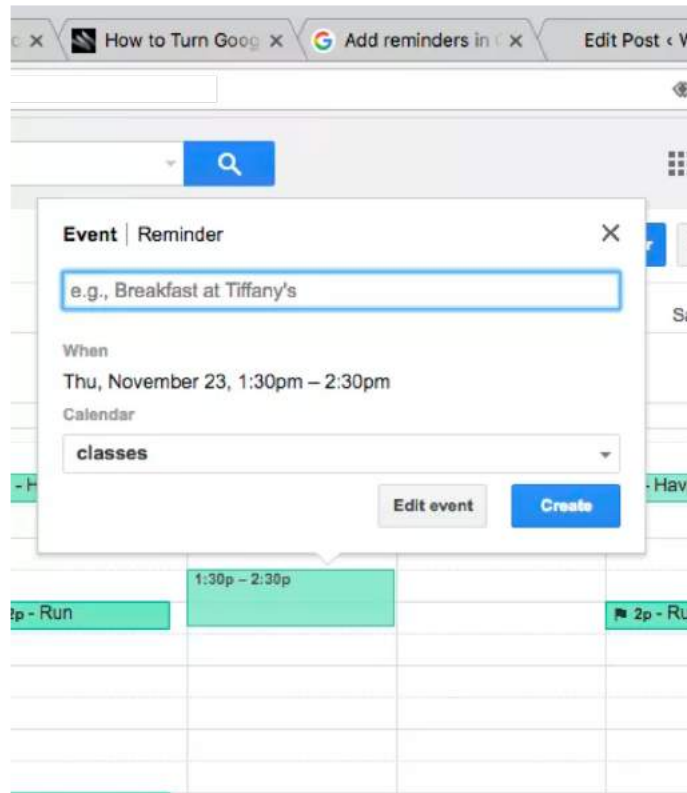 How to Turn Goog
Add reminders in
Edit Post ‹ W
Event | Reminder
e.g., Breakfast at Tiffany's
When
Thu, November 23, 1:30pm – 2:30pm
Calendar
classes
Edit event
Create
- H
- Hav
1:30p – 2:30p
2p - Run
2p - Ru
Sa